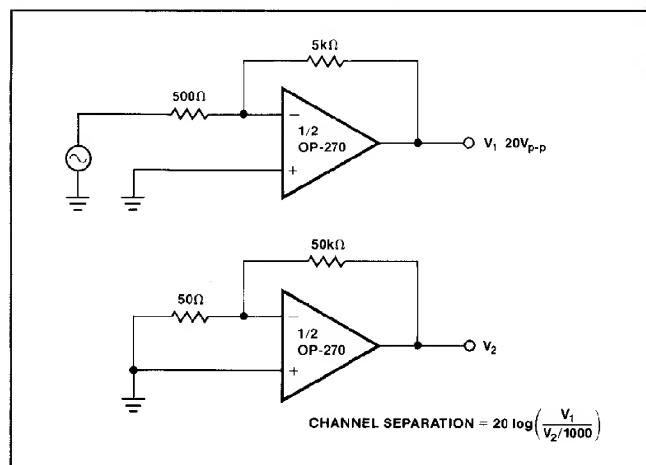 5kΩ
500Ω
−
1/2
OP-270
+
V1 20Vp-p
50kΩ
50Ω
−
1/2
OP-270
+
V2
CHANNEL SEPARATION = 20 log(V1/(V2/1000))